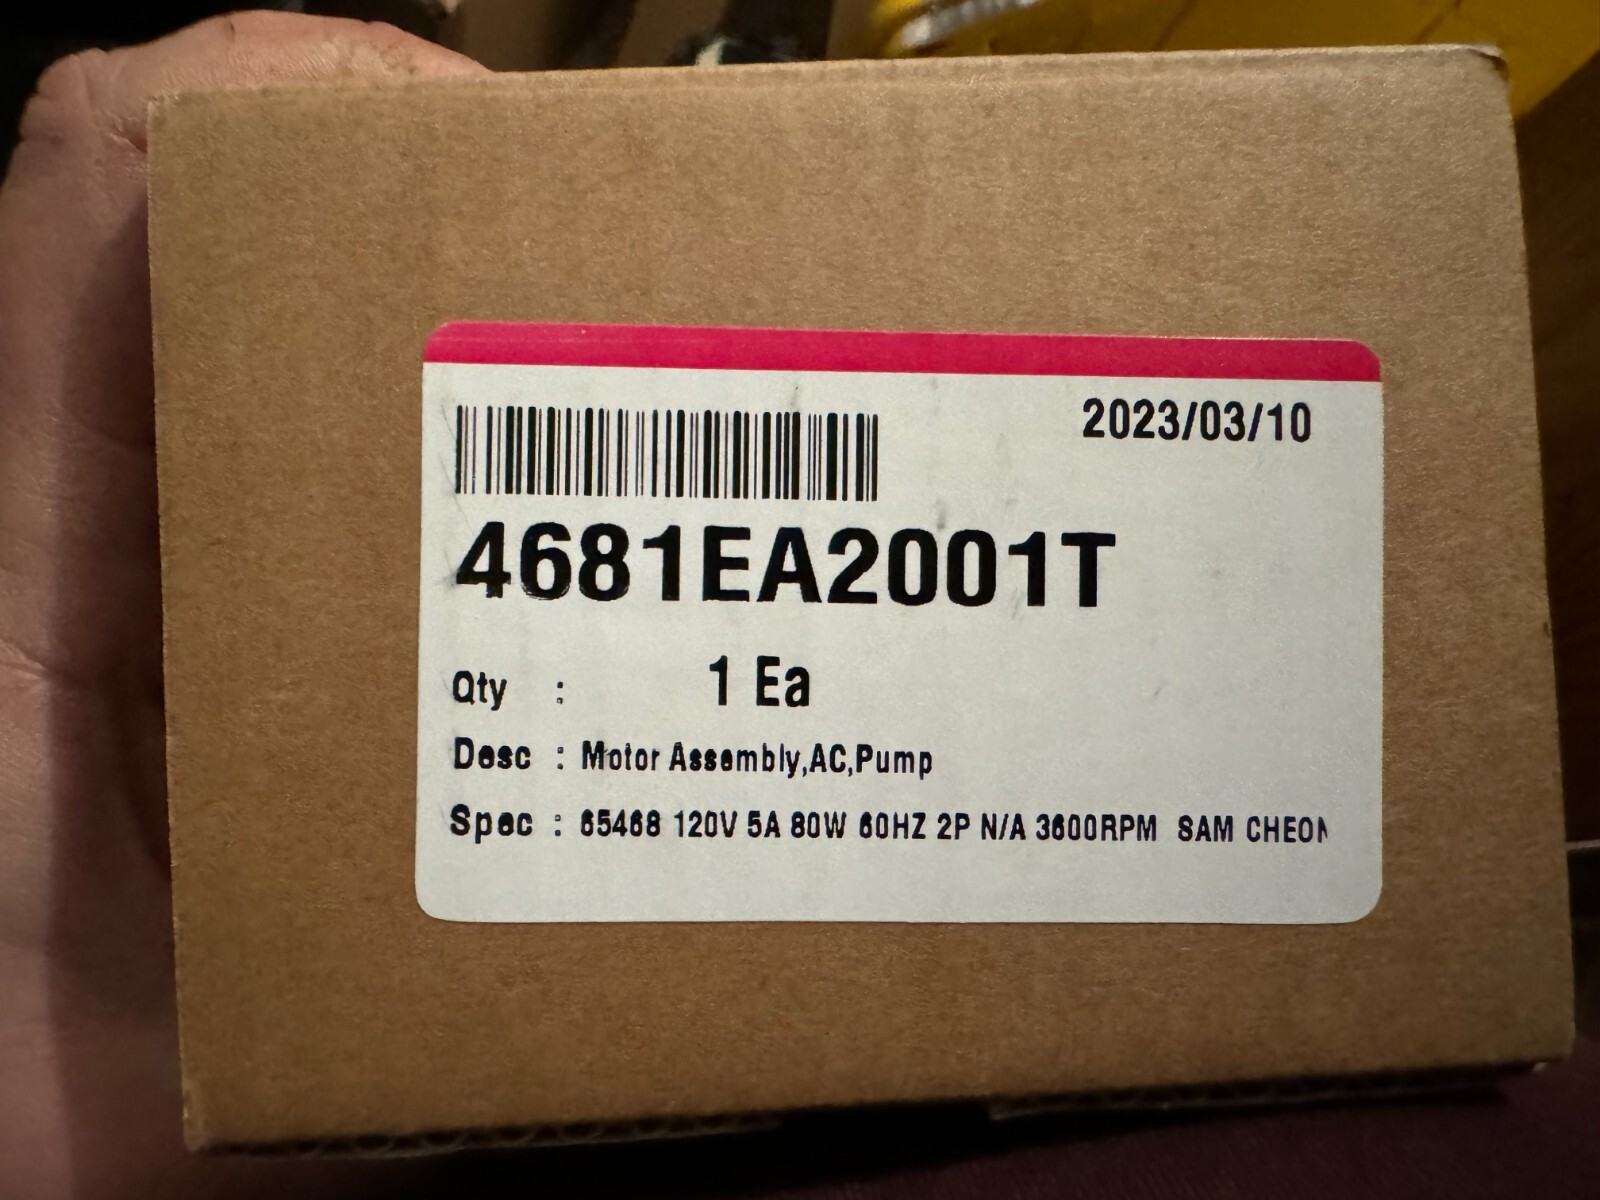 2023/03/10
4681EA2001T
Qty : 1 Ea
Desc : Motor Assembly,AC,Pump
Spec : 65468 120V 5A 80W 60HZ 2P N/A 3600RPM SAM CHEON